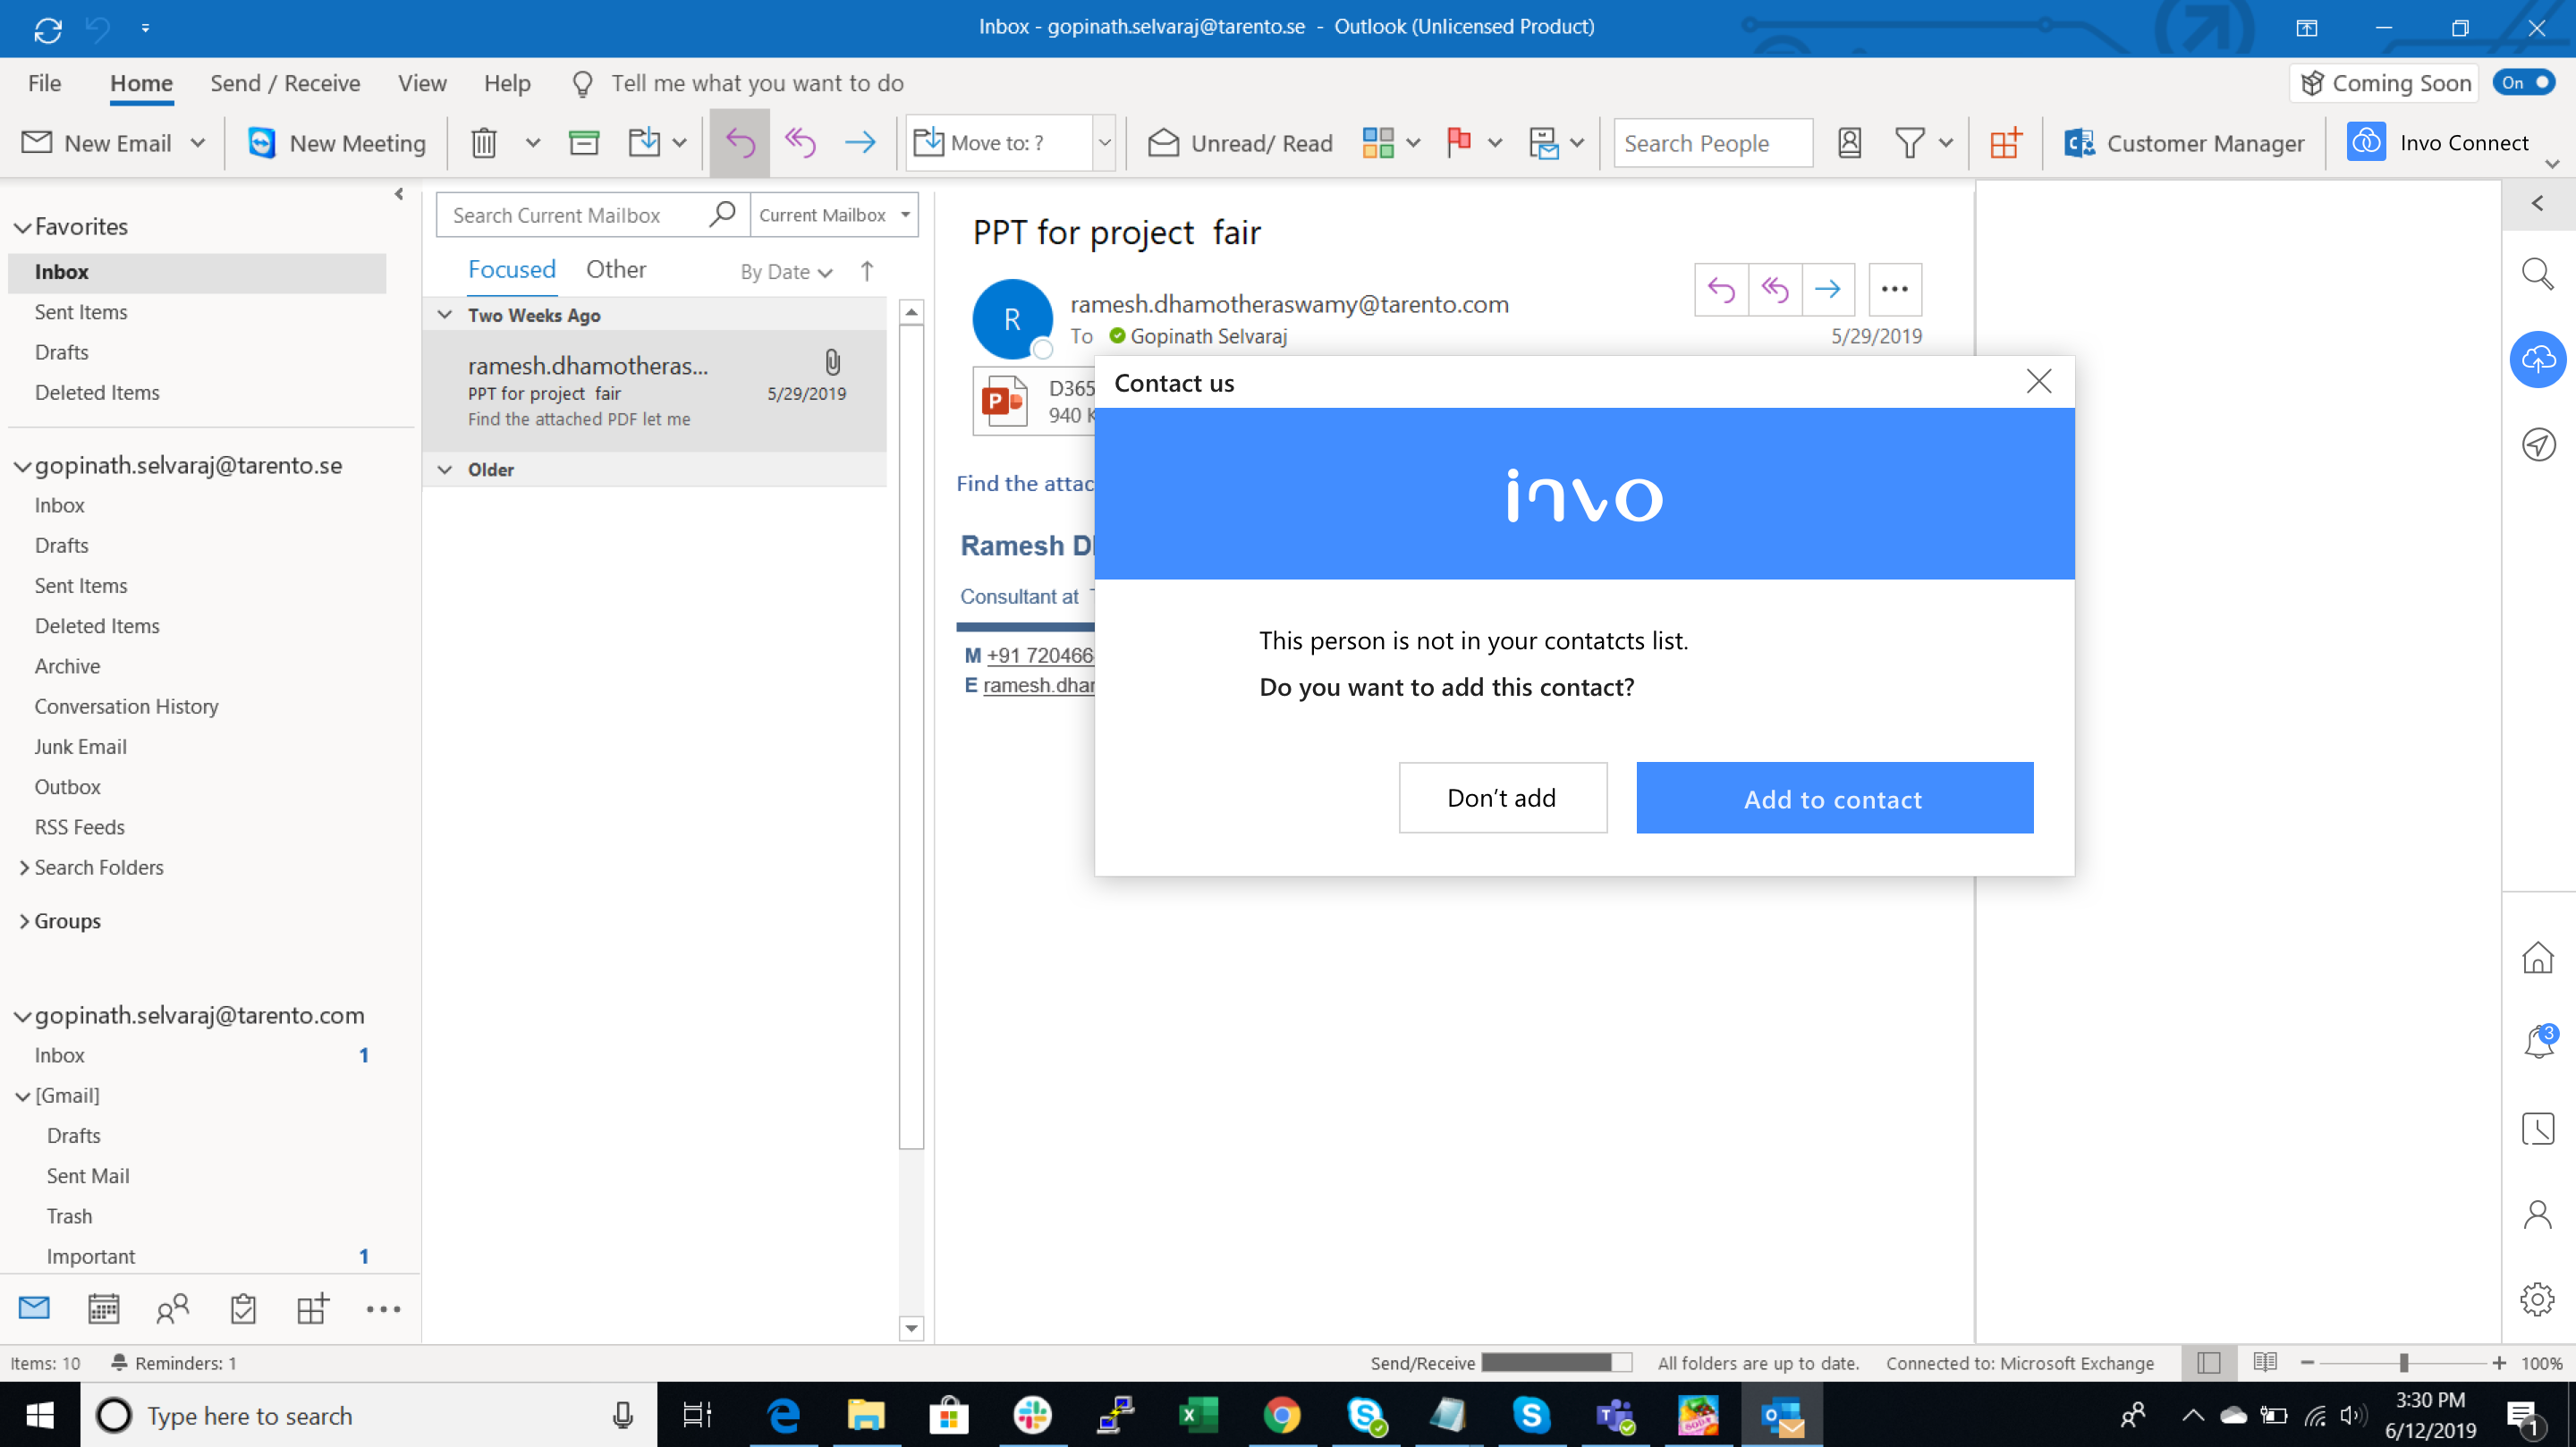 Inbox - gopinath.selvaraj@tarento.se - Outlook (Unlicensed Product)
File Home Send / Receive View Help Tell me what you want to do
Coming Soon On
New Email New Meeting Move to: ? Unread/ Read Search People Customer Manager Invo Connect
Favorites
Inbox
Sent Items
Drafts
Deleted Items
gopinath.selvaraj@tarento.se
Inbox
Drafts
Sent Items
Deleted Items
Archive
Conversation History
Junk Email
Outbox
RSS Feeds
Search Folders
Groups
gopinath.selvaraj@tarento.com
Inbox 1
[Gmail]
Drafts
Sent Mail
Trash
Important 1
Search Current Mailbox Current Mailbox
Focused Other By Date
Two Weeks Ago
ramesh.dhamotheras...
PPT for project fair 5/29/2019
Find the attached PDF let me
Older
PPT for project fair
R
ramesh.dhamotheraswamy@tarento.com
To Gopinath Selvaraj 5/29/2019
P
D365
940 K
Find the attac
Ramesh D
Consultant at
M +91 720466
E ramesh.dha
Contact us
invo
This person is not in your contatcts list.
Do you want to add this contact?
Don't add Add to contact
3
Items: 10 Reminders: 1 Send/Receive All folders are up to date. Connected to: Microsoft Exchange 100%
Type here to search
3:30 PM
6/12/2019
1